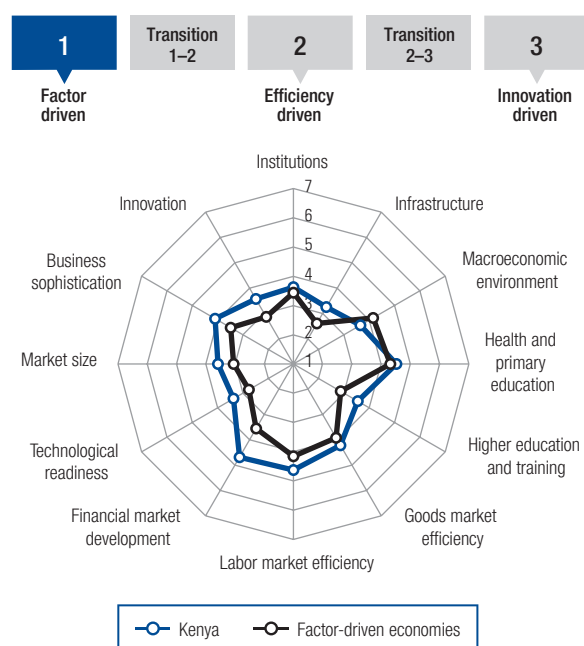 1
Transition
1–2
2
Transition
2–3
3
Factor
driven
Efficiency
driven
Innovation
driven
Institutions
7
6
5
4
3
2
1
Infrastructure
Macroeconomic
environment
Health and
primary
education
Higher education
and training
Goods market
efficiency
Labor market efficiency
Financial market
development
Technological
readiness
Market size
Business
sophistication
Innovation
Kenya
Factor-driven economies